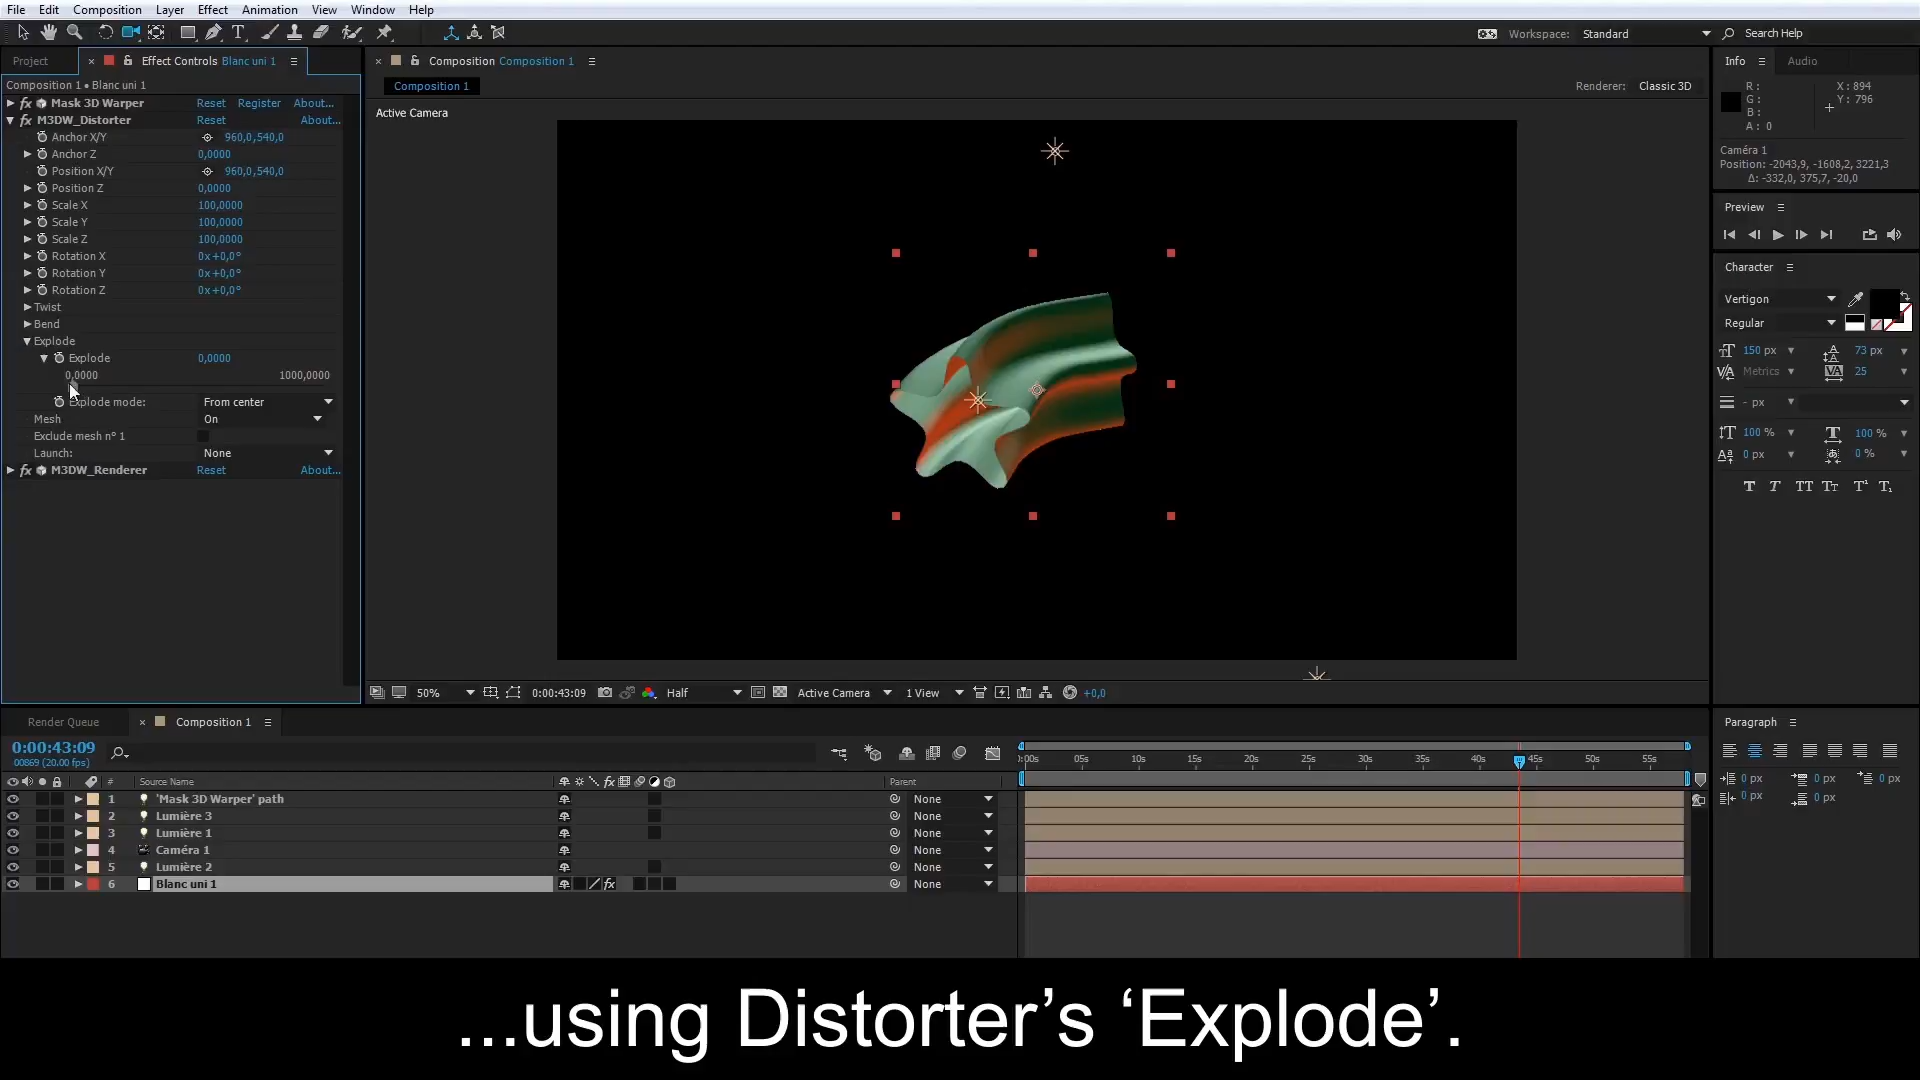 File Edit Composition Layer Effect Animation View Window Help
Workspace: Standard Search Help
Project Effect Controls Blanc uni 1
Composition Composition 1
Info Audio
Composition 1 • Blanc uni 1
Composition 1
Renderer: Classic 3D
Active Camera
R :
G :
B :
A : 0
X : 894
Y : 796
Caméra 1
Position: -2043,9, -1608,2, 3221,3
Δ: -332,0, 375,7, -20,0
Mask 3D Warper Reset Register About...
M3DW_Distorter Reset About...
Anchor X/Y 960,0,540,0
Anchor Z 0,0000
Position X/Y 960,0,540,0
Position Z 0,0000
Scale X 100,0000
Scale Y 100,0000
Scale Z 100,0000
Rotation X 0x+0,0°
Rotation Y 0x+0,0°
Rotation Z 0x+0,0°
Twist
Bend
Explode
Explode 0,0000
0,0000 1000,0000
Explode mode: From center
Mesh On
Exclude mesh n° 1
Launch: None
M3DW_Renderer Reset About...
Preview
Character
Vertigon
Regular
150 px 73 px
Metrics 25
- px
100 % 100 %
0 px 0 %
50% 0:00:43:09 Half Active Camera 1 View +0,0
Render Queue Composition 1
0:00:43:09
00869 (20.00 fps)
:00s 05s 10s 15s 20s 25s 30s 35s 40s 45s 50s 55s
# Source Name Parent
1 'Mask 3D Warper' path None
2 Lumière 3 None
3 Lumière 1 None
4 Caméra 1 None
5 Lumière 2 None
6 Blanc uni 1 None
Paragraph
0 px 0 px 0 px
0 px 0 px
...using Distorter’s ‘Explode’.